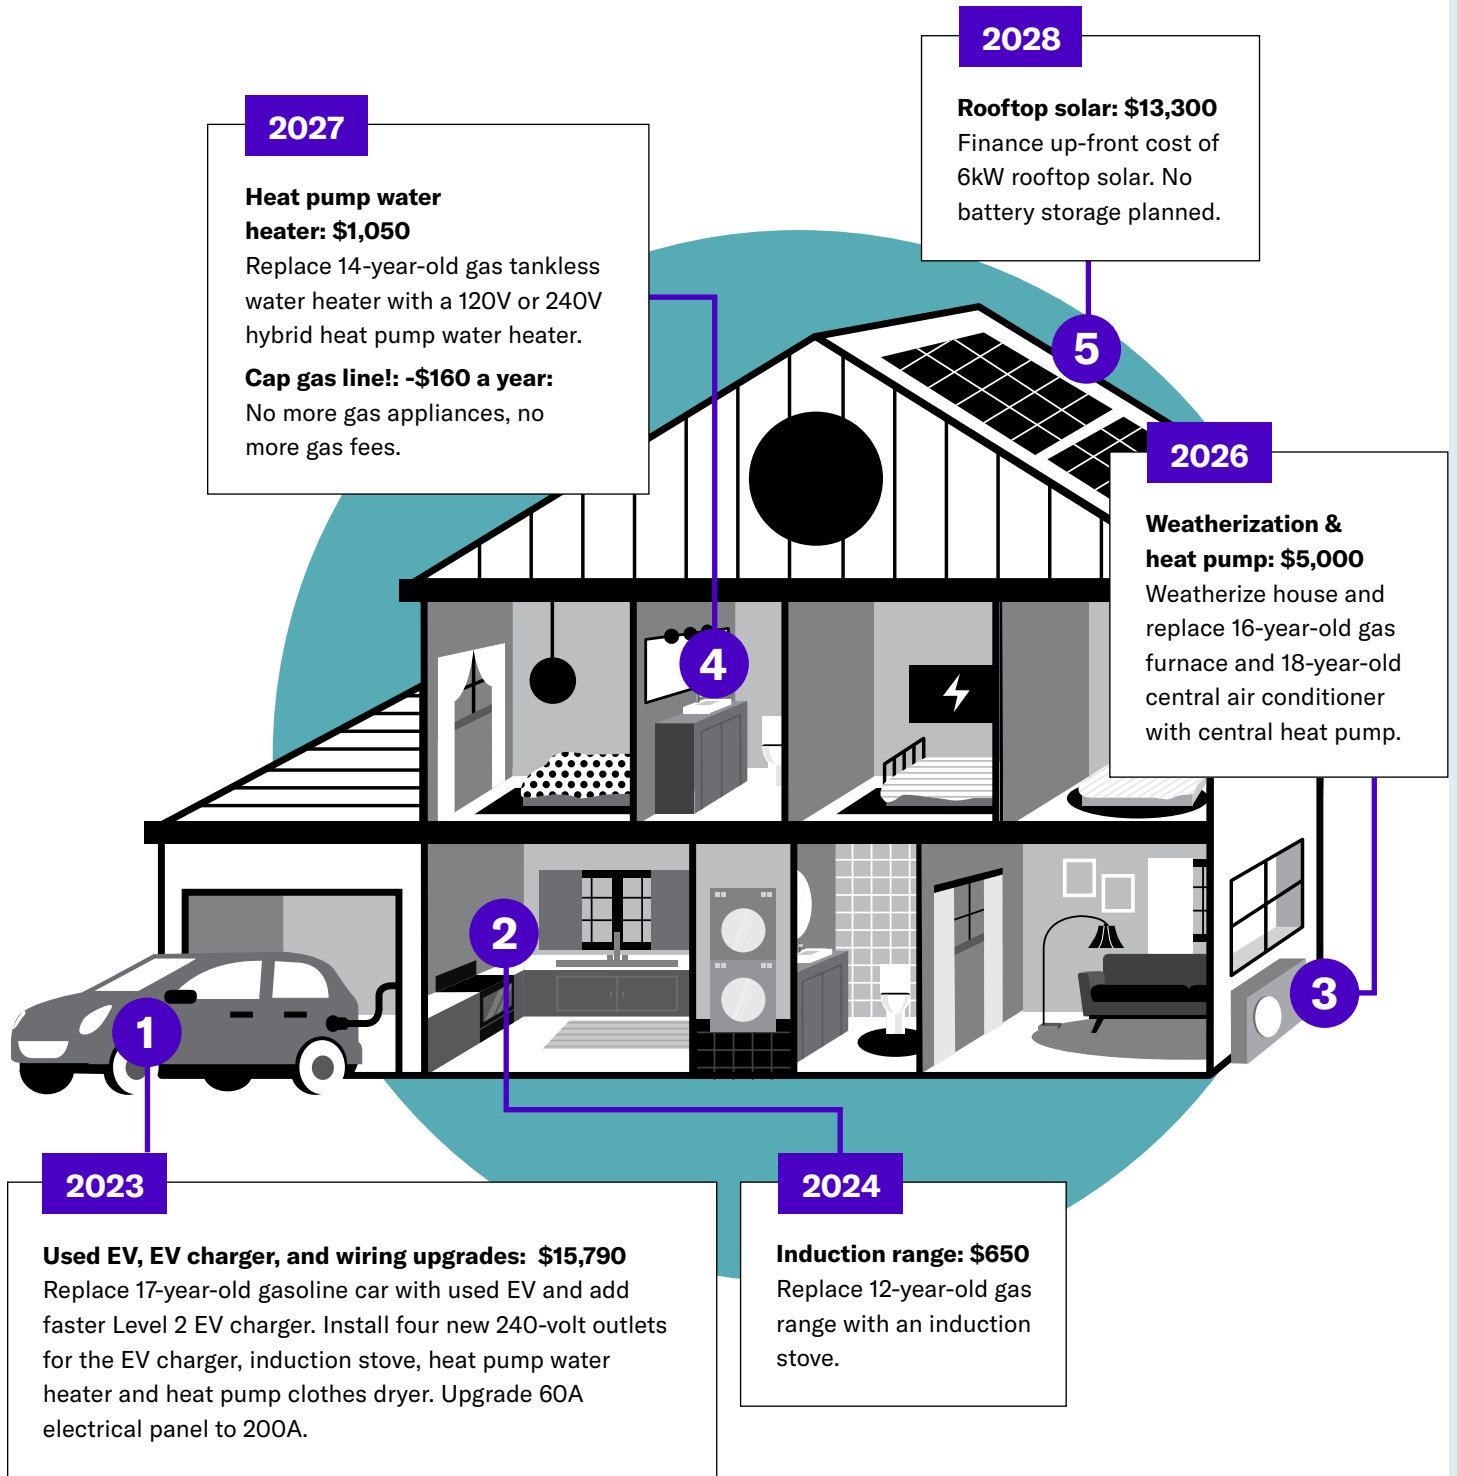 2028
Rooftop solar: $13,300
Finance up-front cost of
6kW rooftop solar. No
battery storage planned.
2027
Heat pump water
heater: $1,050
Replace 14-year-old gas tankless
water heater with a 120V or 240V
hybrid heat pump water heater.
Cap gas line!: -$160 a year:
No more gas appliances, no
more gas fees.
5
2026
Weatherization &
heat pump: $5,000
Weatherize house and
replace 16-year-old gas
furnace and 18-year-old
central air conditioner
with central heat pump.
4
2
3
1
2023
Used EV, EV charger, and wiring upgrades: $15,790
Replace 17-year-old gasoline car with used EV and add
faster Level 2 EV charger. Install four new 240-volt outlets
for the EV charger, induction stove, heat pump water
heater and heat pump clothes dryer. Upgrade 60A
electrical panel to 200A.
2024
Induction range: $650
Replace 12-year-old gas
range with an induction
stove.